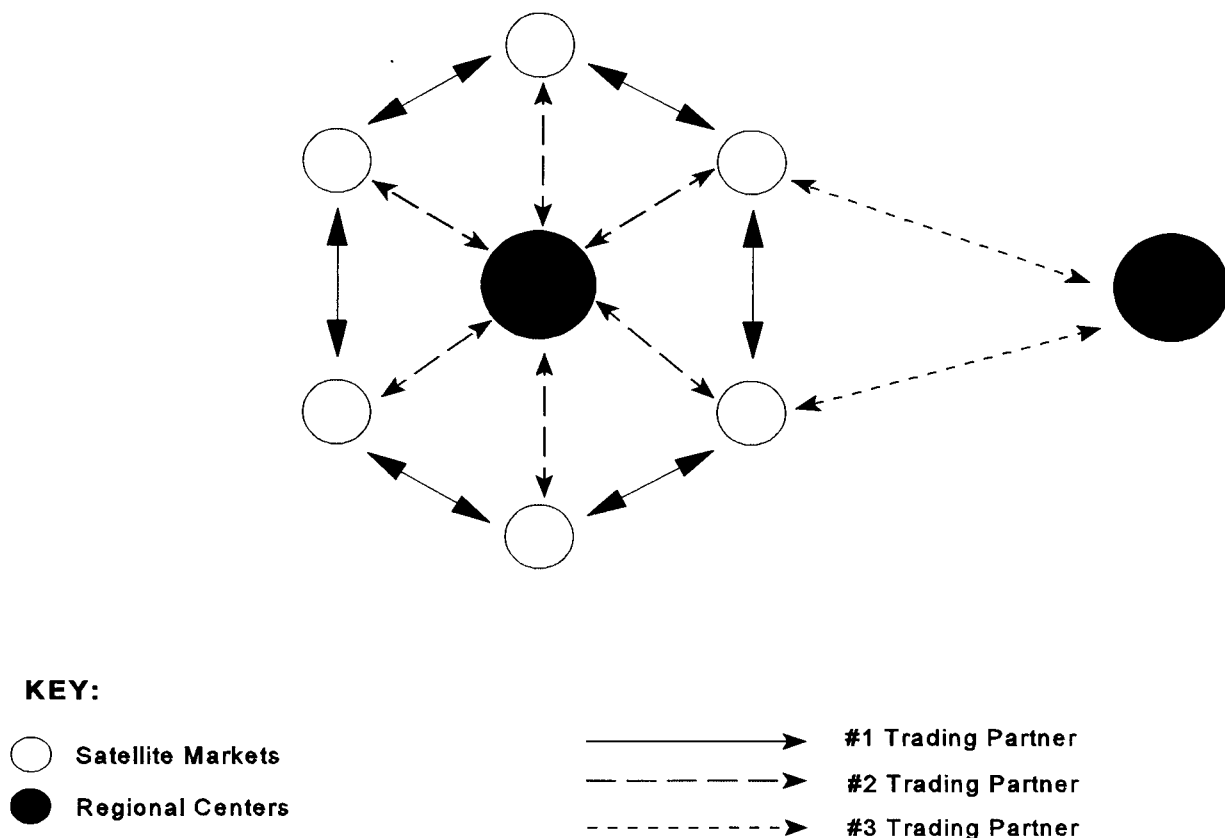 KEY:
Satellite Markets
Regional Centers
#1 Trading Partner
#2 Trading Partner
#3 Trading Partner